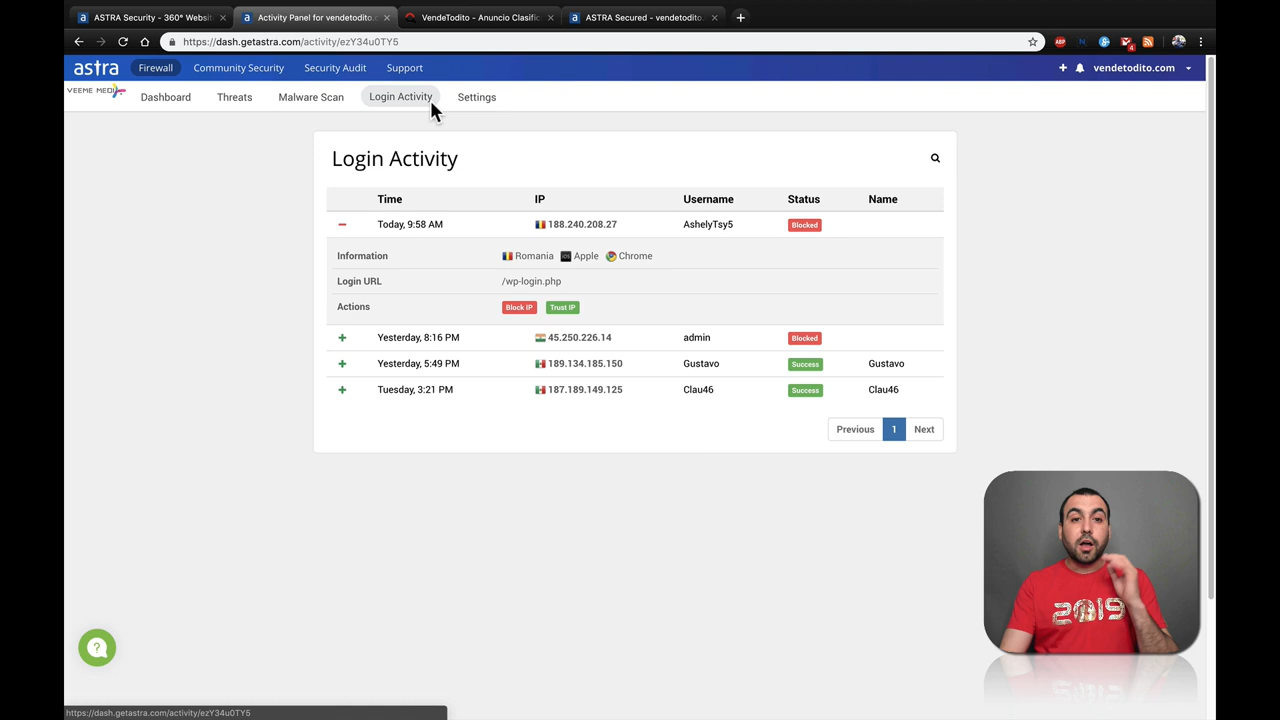 ASTRA Security - 360° Websit
Activity Panel for vendetodito.
VendeTodito - Anuncio Clasific
ASTRA Secured - vendetodito.
https://dash.getastra.com/activity/ezY34u0TY5
ABP
4
astra
Firewall
Community Security
Security Audit
Support
vendetodito.com
VEEME MEDIA
Dashboard
Threats
Malware Scan
Login Activity
Settings
Login Activity
Time IP Username Status Name
Today, 9:58 AM 188.240.208.27 AshelyTsy5 Blocked
Information Romania Apple Chrome
Login URL /wp-login.php
Actions Block IP Trust IP
Yesterday, 8:16 PM 45.250.226.14 admin Blocked
Yesterday, 5:49 PM 189.134.185.150 Gustavo Success Gustavo
Tuesday, 3:21 PM 187.189.149.125 Clau46 Success Clau46
Previous 1 Next
2019
https://dash.getastra.com/activity/ezY34u0TY5